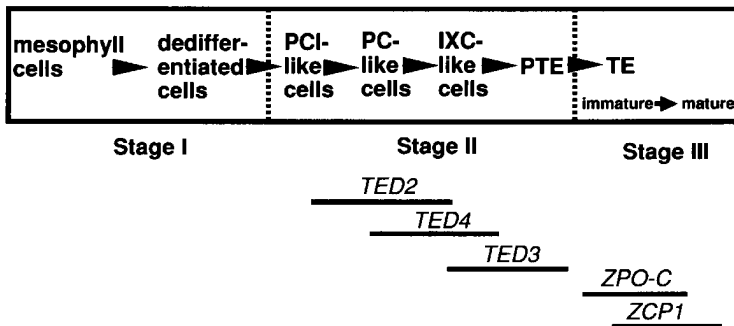 mesophyll cells
dediffer-entiated cells
PCI-like cells
PC-like cells
IXC-like cells
PTE
TE
immature mature
Stage I
Stage II
Stage III
TED2
TED4
TED3
ZPO-C
ZCP1